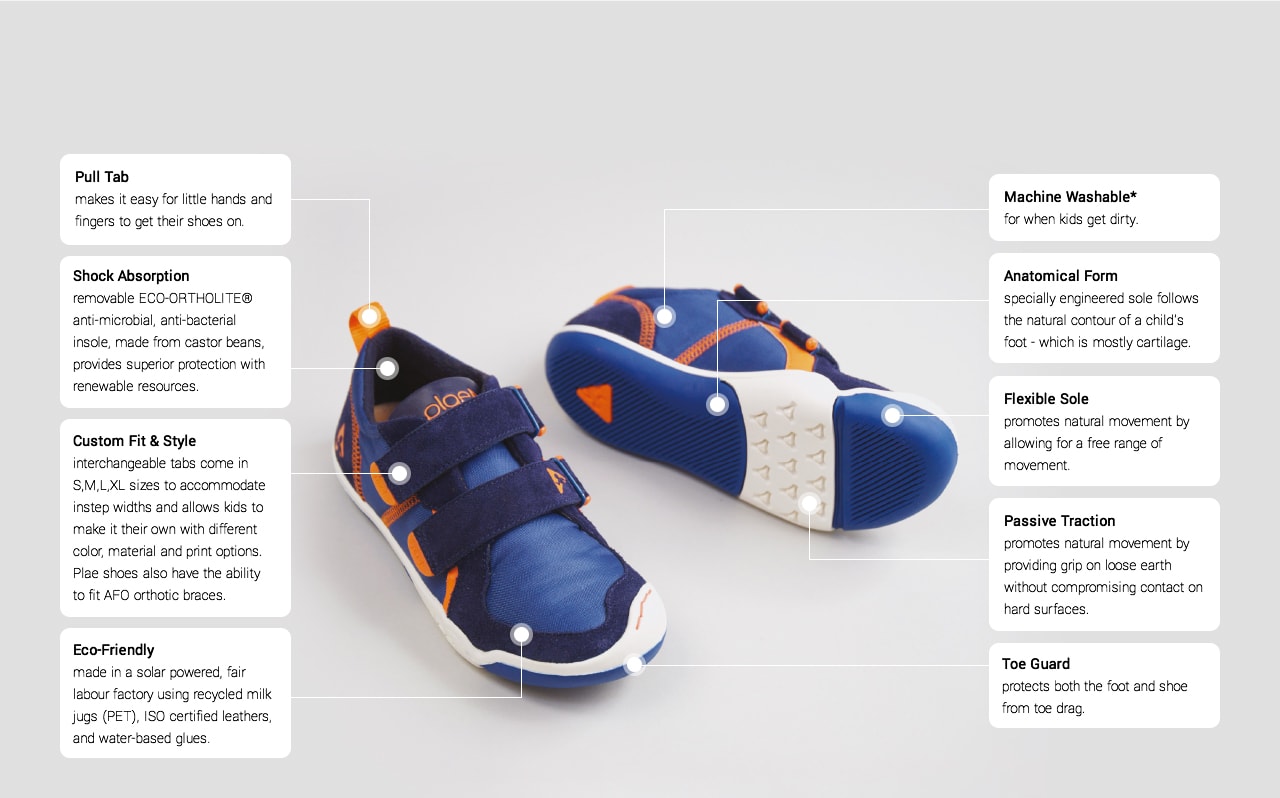 Pull Tab
makes it easy for little hands and
fingers to get their shoes on.
Shock Absorption
removable ECO-ORTHOLITE®
anti-microbial, anti-bacterial
insole, made from castor beans,
provides superior protection with
renewable resources.
Custom Fit & Style
interchangeable tabs come in
S,M,L,XL sizes to accommodate
instep widths and allows kids to
make it their own with different
color, material and print options.
Plae shoes also have the ability
to fit AFO orthotic braces.
Eco-Friendly
made in a solar powered, fair
labour factory using recycled milk
jugs (PET), ISO certified leathers,
and water-based glues.
plae
Machine Washable*
for when kids get dirty.
Anatomical Form
specially engineered sole follows
the natural contour of a child's
foot - which is mostly cartilage.
Flexible Sole
promotes natural movement by
allowing for a free range of
movement.
Passive Traction
promotes natural movement by
providing grip on loose earth
without compromising contact on
hard surfaces.
Toe Guard
protects both the foot and shoe
from toe drag.